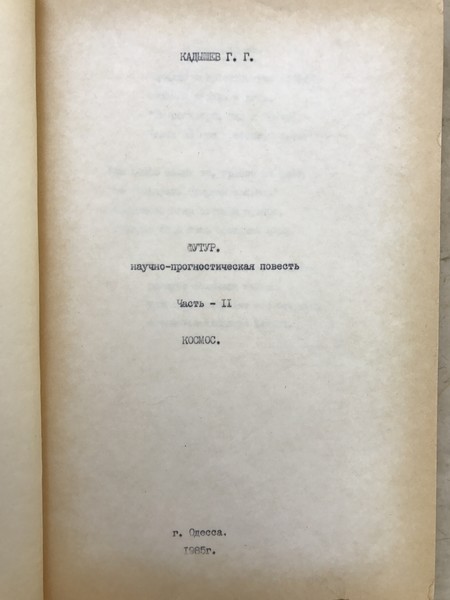 КАДЫШЕВ Г. Г.
ФУТУР.
научно-прогностическая повесть
Часть - II
КОСМОС.
г. Одесса.
1985г.